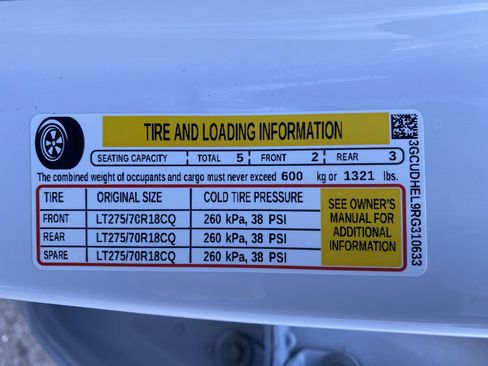 TIRE AND LOADING INFORMATION
SEATING CAPACITY TOTAL 5 FRONT 2 REAR 3
The combined weight of occupants and cargo must never exceed 600 kg or 1321 lbs.
TIRE ORIGINAL SIZE COLD TIRE PRESSURE
FRONT LT275/70R18CQ 260 kPa, 38 PSI
REAR LT275/70R18CQ 260 kPa, 38 PSI
SPARE LT275/70R18CQ 260 kPa, 38 PSI
SEE OWNER'S
MANUAL FOR
ADDITIONAL
INFORMATION
3GCUDHEL9RG310633